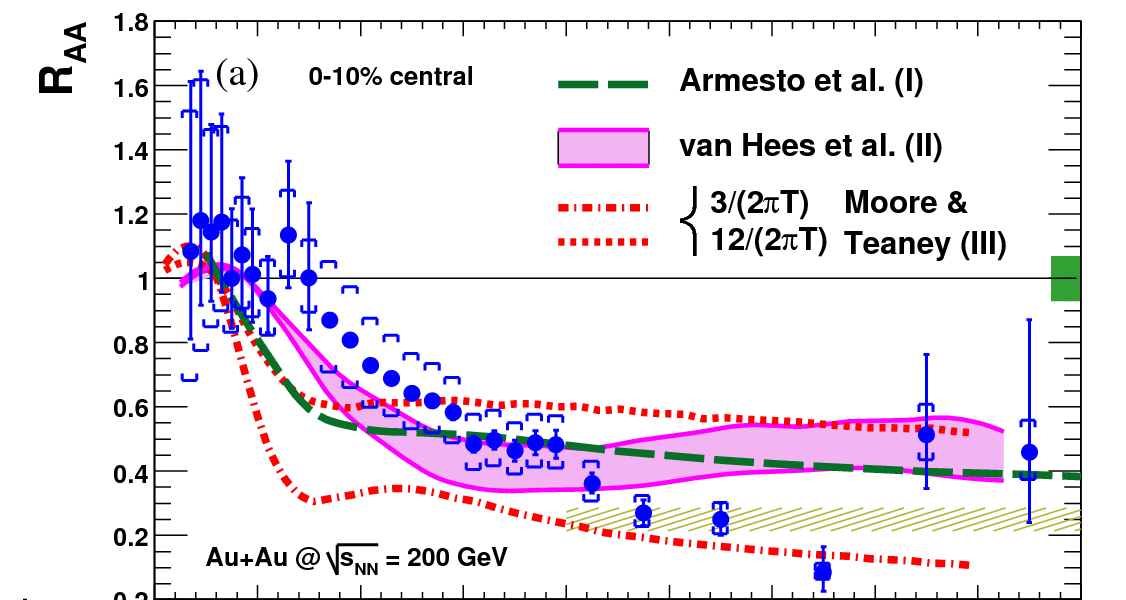 R_AA
1.8
1.6
1.4
1.2
1
0.8
0.6
0.4
0.2
0.2
(a)
0-10% central
Armesto et al. (I)
van Hees et al. (II)
3/(2πT) Moore &
12/(2πT) Teaney (III)
Au+Au @ √s_NN = 200 GeV